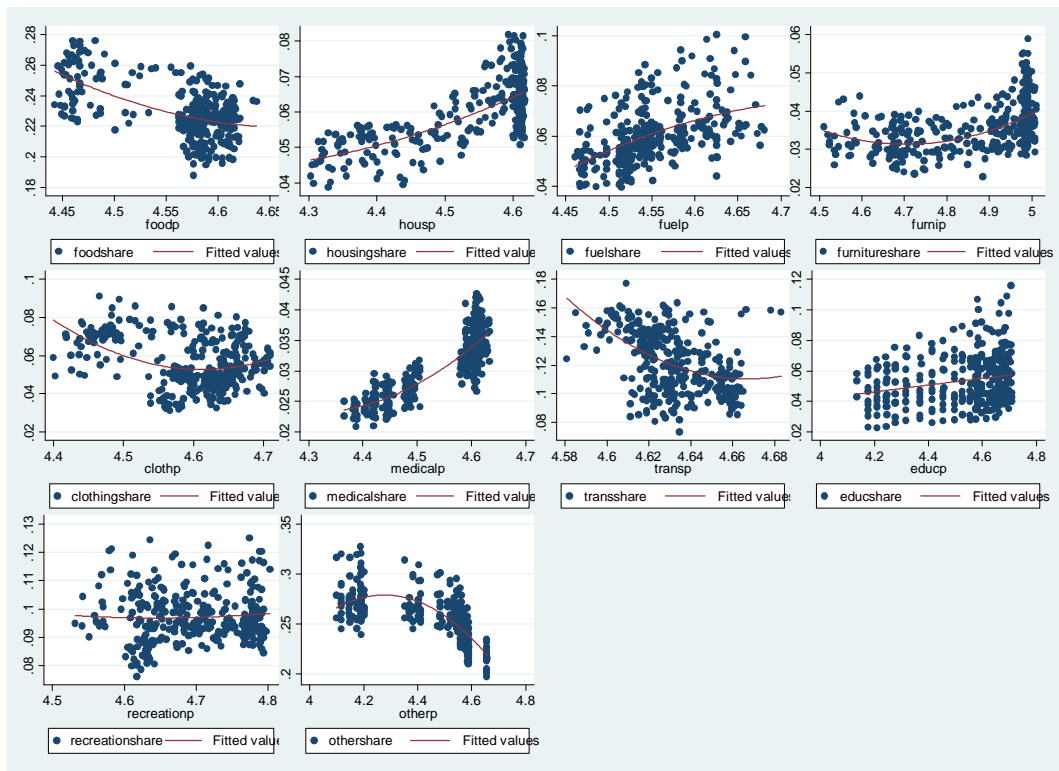 .28
.26
.24
.22
.2
.18
4.45 4.5 4.55 4.6 4.65
foodp
foodshare Fitted values
.08
.07
.06
.05
.04
4.3 4.4 4.5 4.6
housp
housingshare Fitted values
.1
.08
.06
.04
4.45 4.5 4.55 4.6 4.65 4.7
fuelp
fuelshare Fitted values
.06
.05
.04
.03
.02
4.5 4.6 4.7 4.8 4.9 5
furnip
furnitureshare Fitted values
.1
.08
.06
.04
.02
4.4 4.5 4.6 4.7
clothp
clothingshare Fitted value
.045
.04
.035
.03
.025
.02
4.3 4.4 4.5 4.6 4.7
medicalp
medicalshare Fitted value
.18
.16
.14
.12
.1
.08
4.58 4.6 4.62 4.64 4.66 4.68
transp
transshare Fitted values
.12
.1
.08
.06
.04
.02
4 4.2 4.4 4.6 4.8
educp
educshare Fitted values
.13
.12
.11
.1
.09
.08
4.5 4.6 4.7 4.8
recreationp
recreationshare Fitted value
.35
.3
.25
.2
4 4.2 4.4 4.6 4.8
otherp
othershare Fitted values